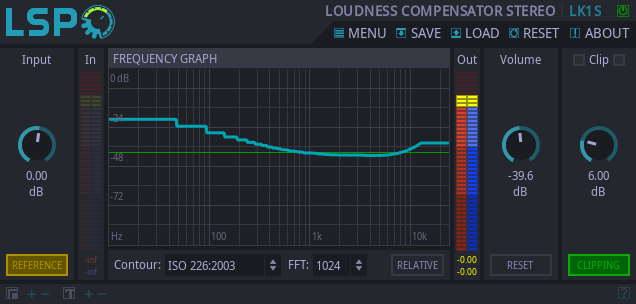 LSP
LOUDNESS COMPENSATOR STEREO LK1S
MENU SAVE LOAD RESET ABOUT
Input In FREQUENCY GRAPH Out Volume Clip
0 dB
-24
-48
-72
Hz 100 1k 10k
0.00 -39.6 6.00
dB dB dB
-inf -0.00
-inf -0.00
REFERENCE Contour: ISO 226:2003 FFT: 1024 RELATIVE RESET CLIPPING